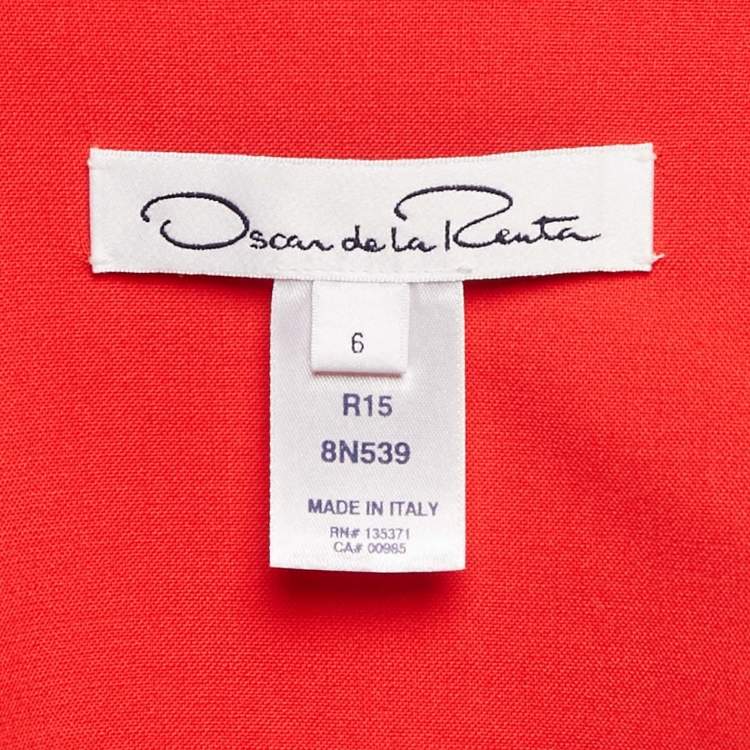 Oscar de la Renta
6
R15
8N539
MADE IN ITALY
RN# 135371
CA# 00985